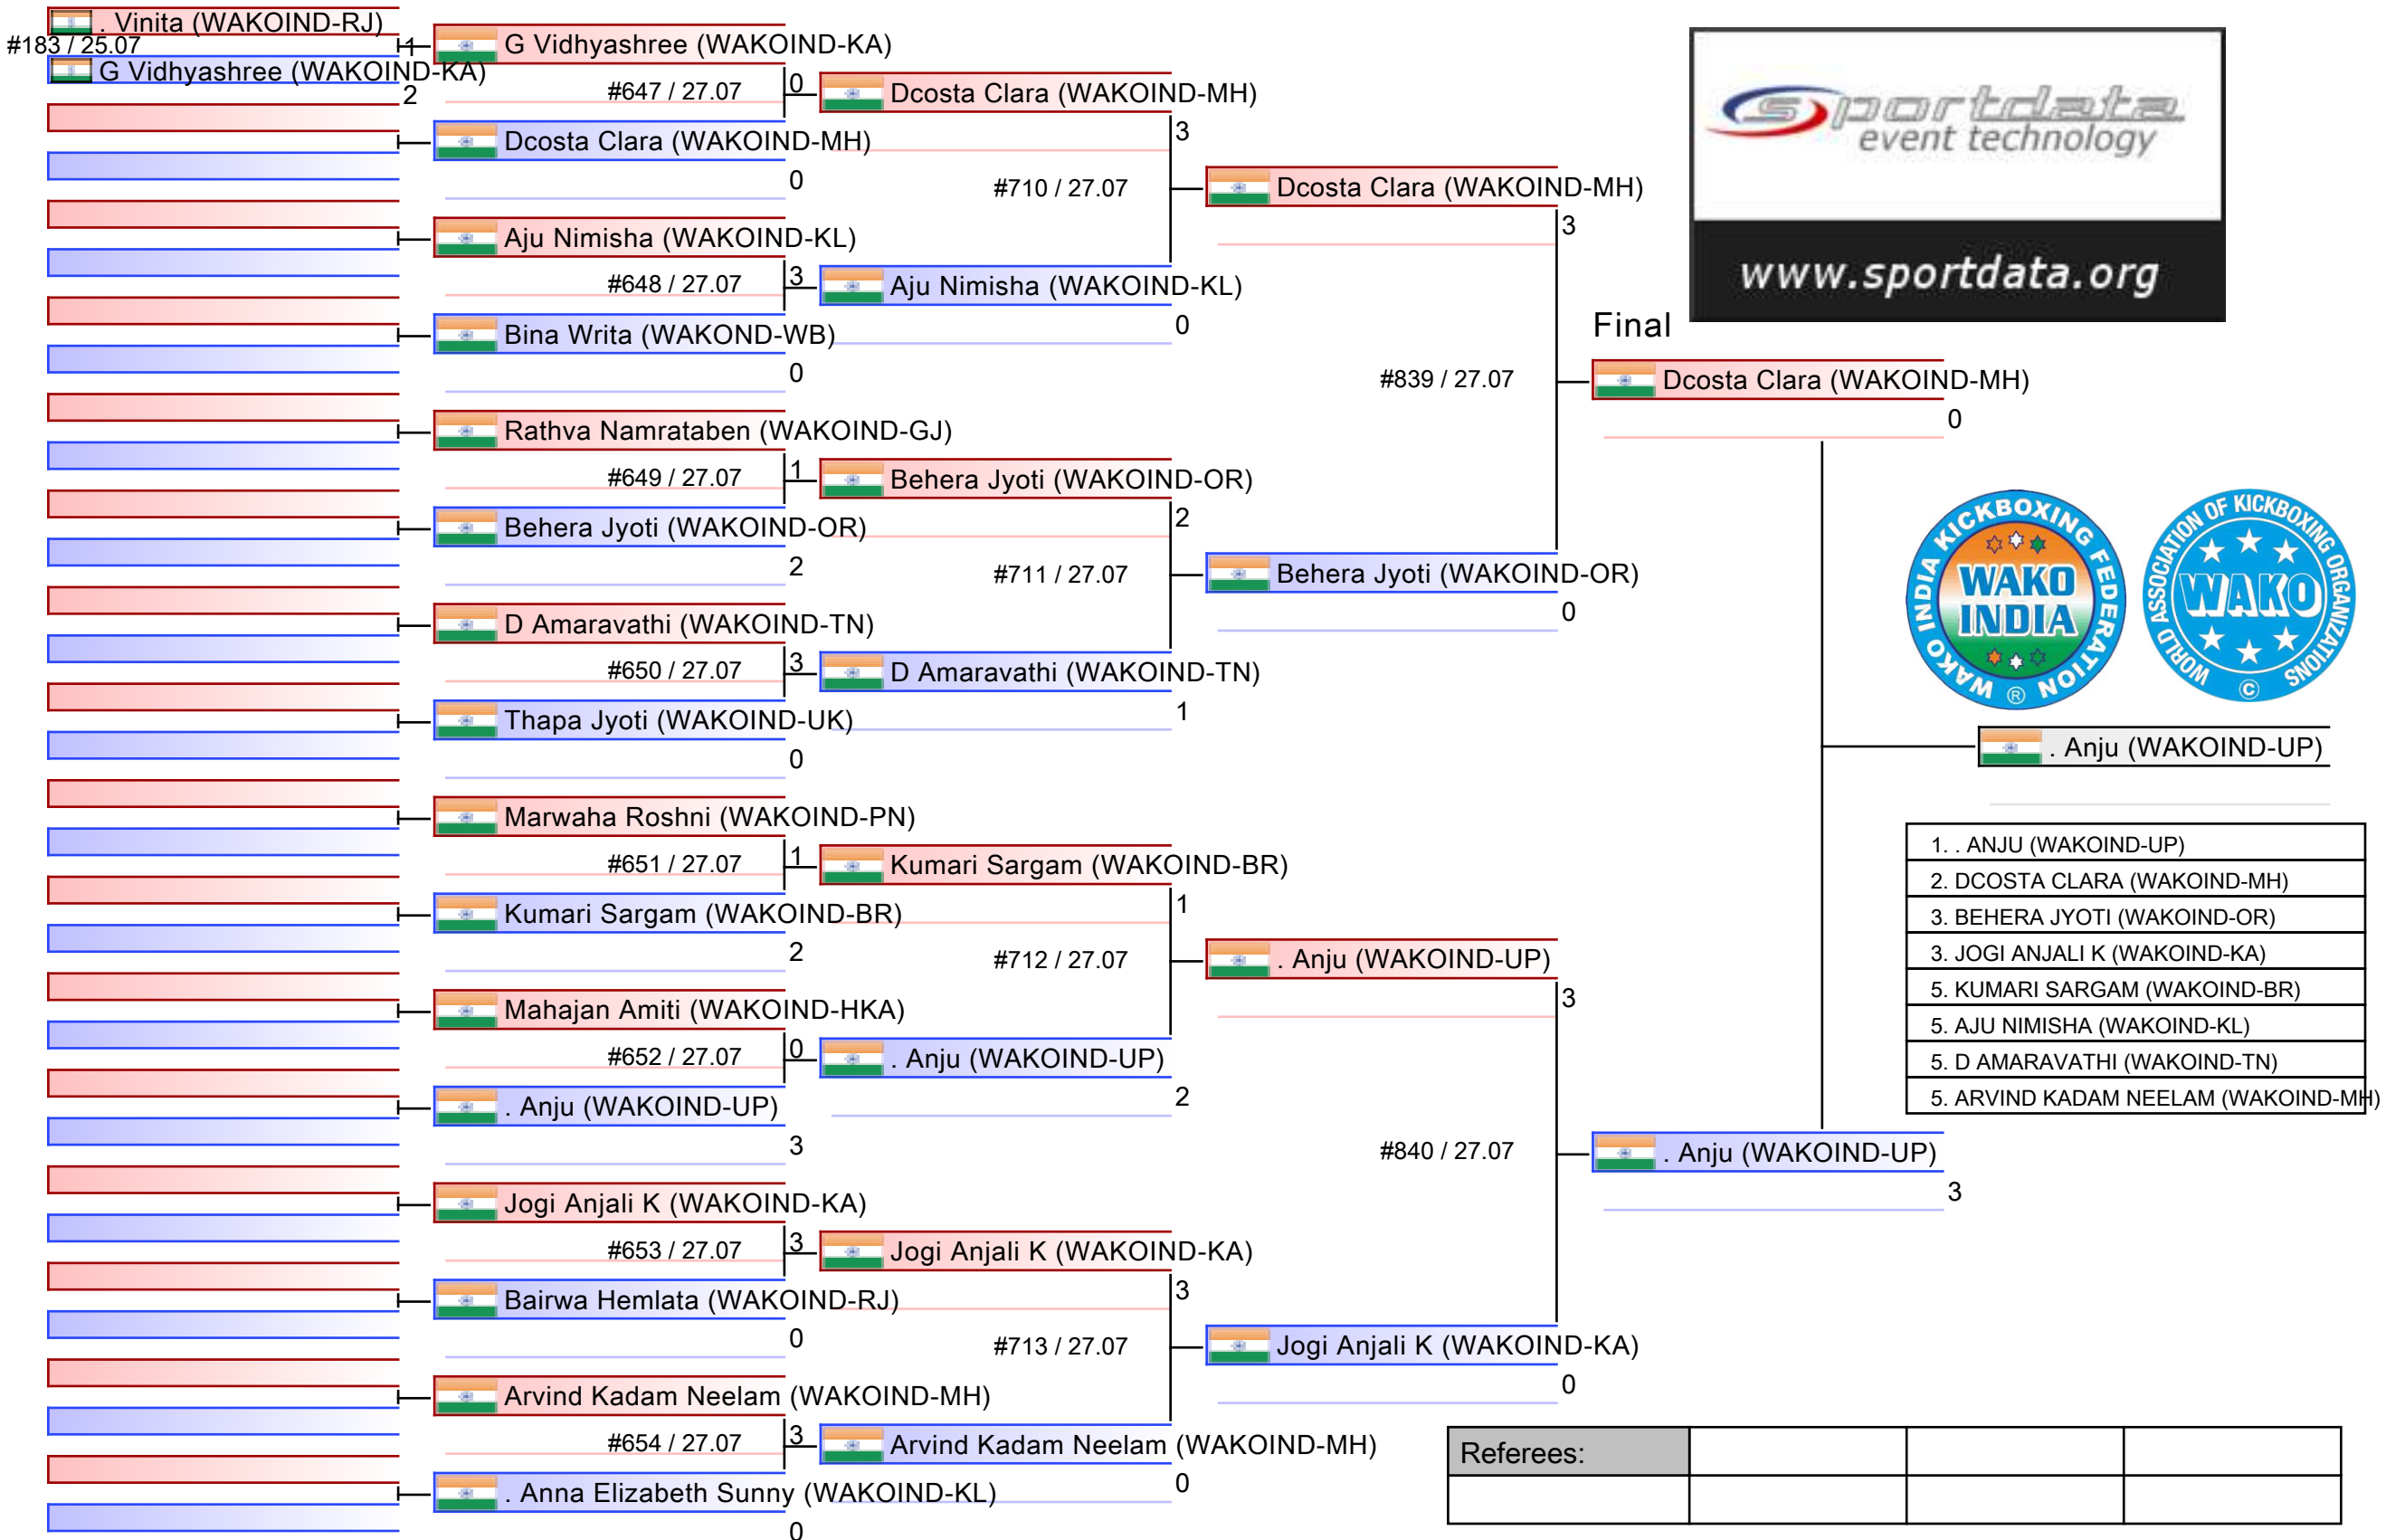 . Vinita (WAKOIND-RJ)
#183 / 25.07
1
G Vidhyashree (WAKOIND-KA)
2
G Vidhyashree (WAKOIND-KA)
#647 / 27.07
0
Dcosta Clara (WAKOIND-MH)
0
Aju Nimisha (WAKOIND-KL)
#648 / 27.07
3
Bina Writa (WAKOND-WB)
0
Rathva Namrataben (WAKOIND-GJ)
#649 / 27.07
1
Behera Jyoti (WAKOIND-OR)
2
D Amaravathi (WAKOIND-TN)
#650 / 27.07
3
Thapa Jyoti (WAKOIND-UK)
0
Marwaha Roshni (WAKOIND-PN)
#651 / 27.07
1
Kumari Sargam (WAKOIND-BR)
2
Mahajan Amiti (WAKOIND-HKA)
#652 / 27.07
0
. Anju (WAKOIND-UP)
3
Jogi Anjali K (WAKOIND-KA)
#653 / 27.07
3
Bairwa Hemlata (WAKOIND-RJ)
0
Arvind Kadam Neelam (WAKOIND-MH)
#654 / 27.07
3
. Anna Elizabeth Sunny (WAKOIND-KL)
0
Dcosta Clara (WAKOIND-MH)
3
#710 / 27.07
Aju Nimisha (WAKOIND-KL)
0
Behera Jyoti (WAKOIND-OR)
2
#711 / 27.07
D Amaravathi (WAKOIND-TN)
1
Kumari Sargam (WAKOIND-BR)
1
#712 / 27.07
. Anju (WAKOIND-UP)
2
Jogi Anjali K (WAKOIND-KA)
3
#713 / 27.07
Arvind Kadam Neelam (WAKOIND-MH)
0
Dcosta Clara (WAKOIND-MH)
3
#839 / 27.07
Behera Jyoti (WAKOIND-OR)
0
. Anju (WAKOIND-UP)
3
#840 / 27.07
Jogi Anjali K (WAKOIND-KA)
0
Final
Dcosta Clara (WAKOIND-MH)
0
. Anju (WAKOIND-UP)
3
. Anju (WAKOIND-UP)
sportdata
event technology
www.sportdata.org
WAKO INDIA KICKBOXING FEDERATION
WAKO
INDIA
®
WORLD ASSOCIATION OF KICKBOXING ORGANIZATIONS
WAKO
©
1. . ANJU (WAKOIND-UP)
2. DCOSTA CLARA (WAKOIND-MH)
3. BEHERA JYOTI (WAKOIND-OR)
3. JOGI ANJALI K (WAKOIND-KA)
5. KUMARI SARGAM (WAKOIND-BR)
5. AJU NIMISHA (WAKOIND-KL)
5. D AMARAVATHI (WAKOIND-TN)
5. ARVIND KADAM NEELAM (WAKOIND-MH)
Referees: